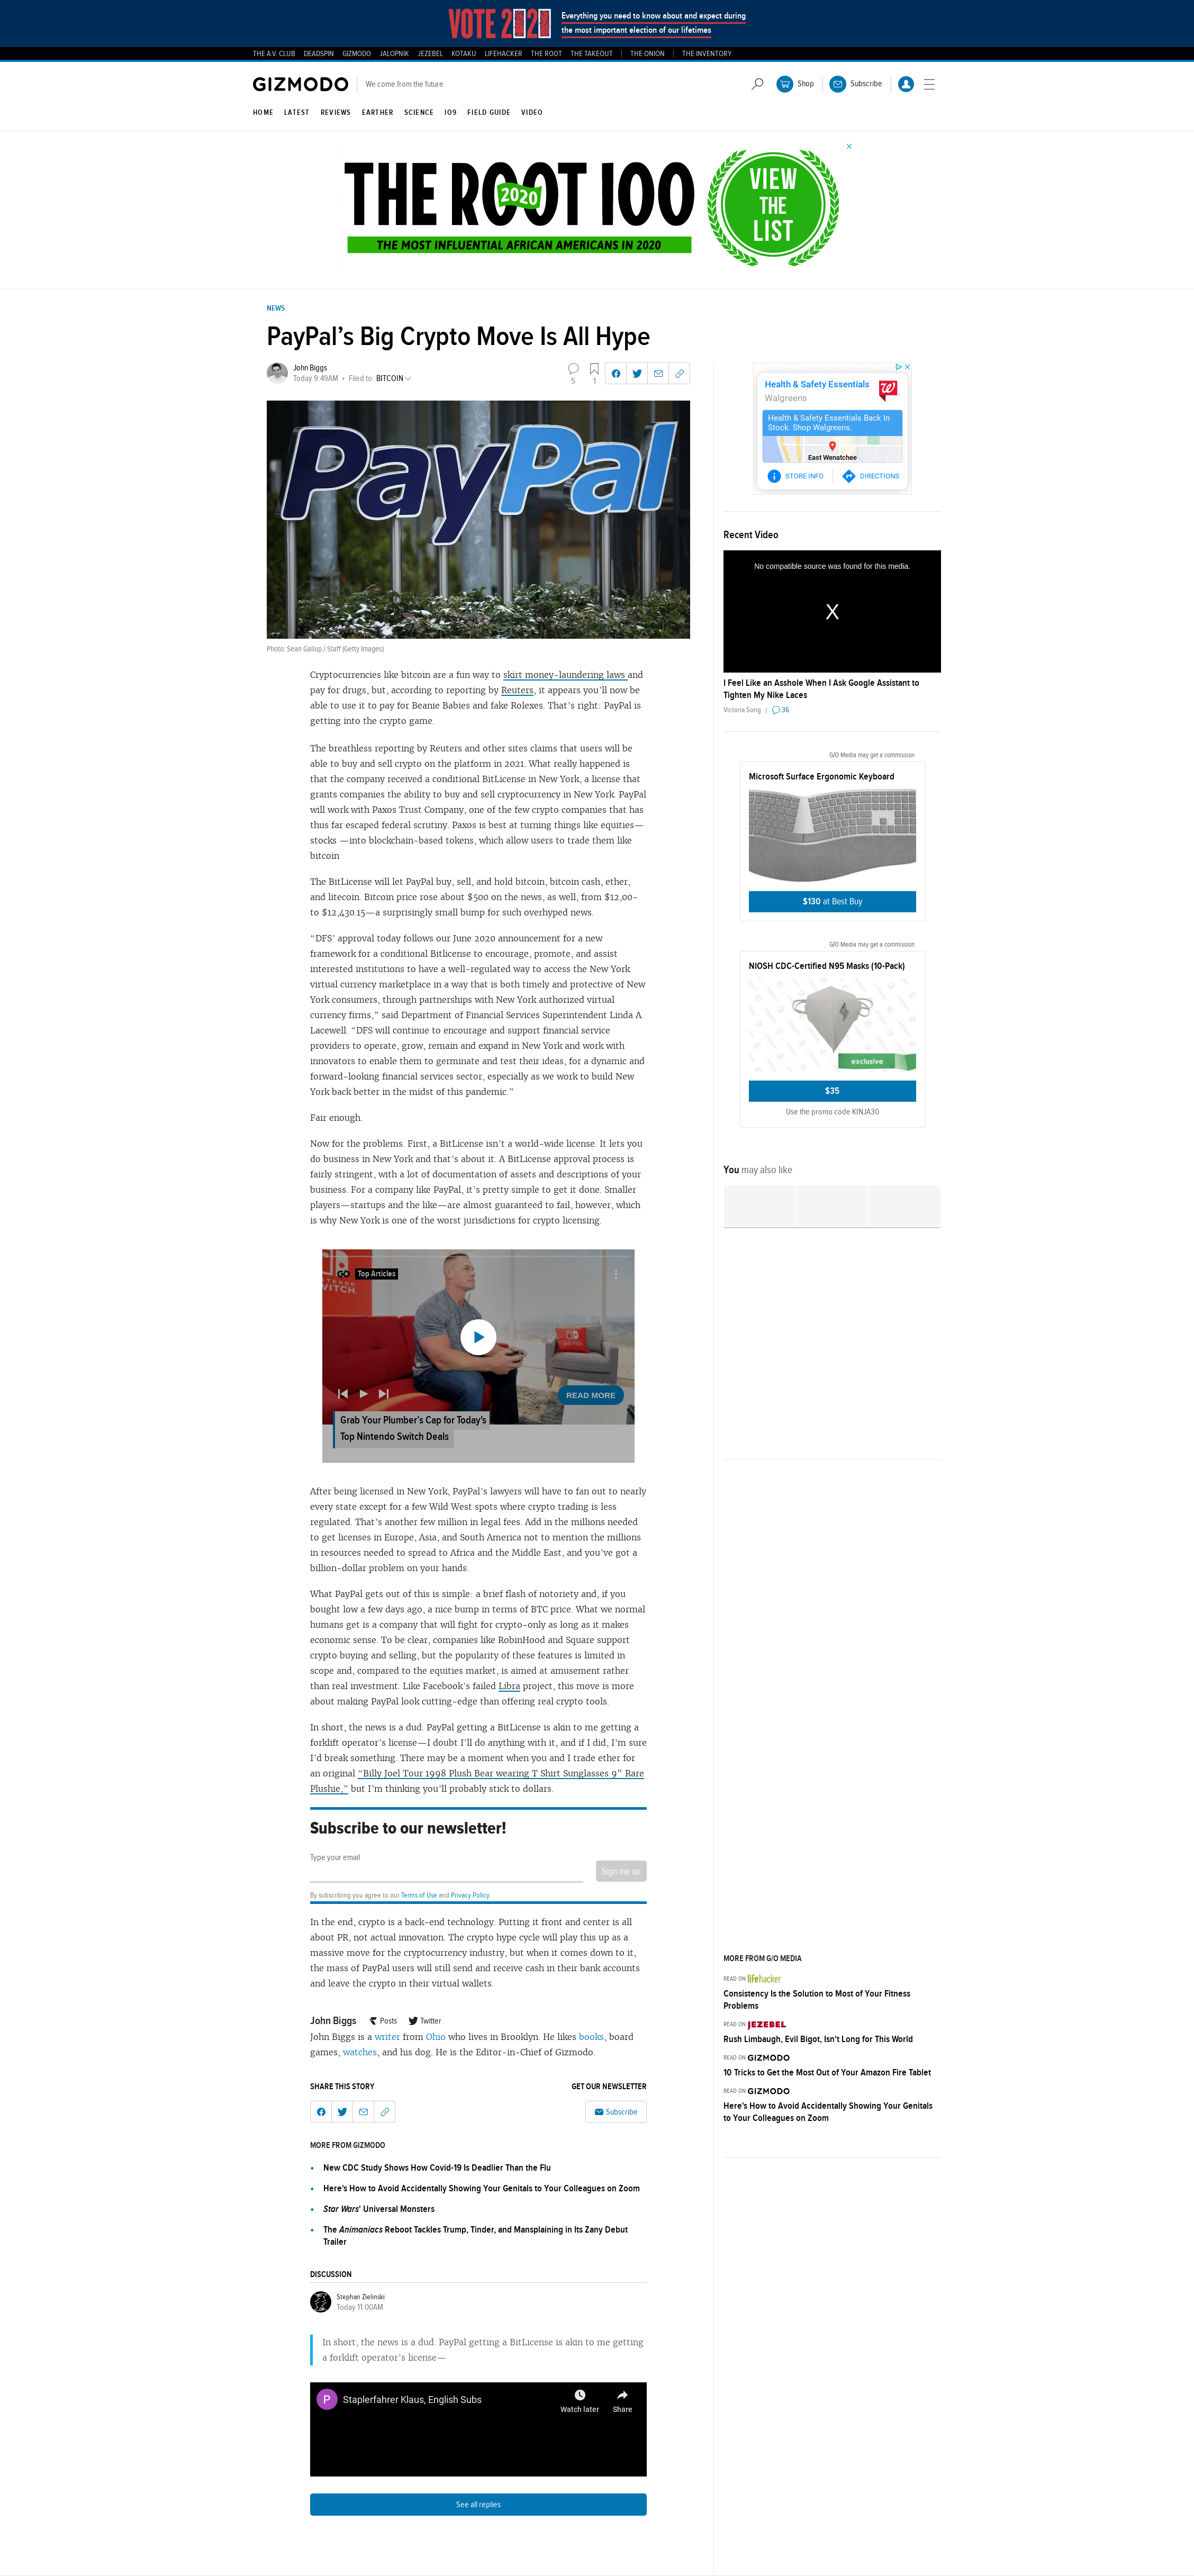 VOTE 2020
Everything you need to know about and expect during
the most important election of our lifetimes
THE A.V. CLUB DEADSPIN GIZMODO JALOPNIK JEZEBEL KOTAKU LIFEHACKER THE ROOT THE TAKEOUT | THE ONION | THE INVENTORY
GIZMODO
We come from the future
Shop
Subscribe
HOME LATEST REVIEWS EARTHER SCIENCE IO9 FIELD GUIDE VIDEO
THE ROOT 100
2020
THE MOST INFLUENTIAL AFRICAN AMERICANS IN 2020
VIEW
THE
LIST
NEWS
PayPal’s Big Crypto Move Is All Hype
John Biggs
Today 9:49AM • Filed to: BITCOIN
5
1
PayPal
Photo: Sean Gallup / Staff (Getty Images)
Cryptocurrencies like bitcoin are a fun way to skirt money-laundering laws and
pay for drugs, but, according to reporting by Reuters, it appears you’ll now be
able to use it to pay for Beanie Babies and fake Rolexes. That’s right: PayPal is
getting into the crypto game.
The breathless reporting by Reuters and other sites claims that users will be
able to buy and sell crypto on the platform in 2021. What really happened is
that the company received a conditional BitLicense in New York, a license that
grants companies the ability to buy and sell cryptocurrency in New York. PayPal
will work with Paxos Trust Company, one of the few crypto companies that has
thus far escaped federal scrutiny. Paxos is best at turning things like equities—
stocks —into blockchain-based tokens, which allow users to trade them like
bitcoin
The BitLicense will let PayPal buy, sell, and hold bitcoin, bitcoin cash, ether,
and litecoin. Bitcoin price rose about $500 on the news, as well, from $12,00-
to $12,430.15—a surprisingly small bump for such overhyped news.
“DFS’ approval today follows our June 2020 announcement for a new
framework for a conditional Bitlicense to encourage, promote, and assist
interested institutions to have a well-regulated way to access the New York
virtual currency marketplace in a way that is both timely and protective of New
York consumers, through partnerships with New York authorized virtual
currency firms,” said Department of Financial Services Superintendent Linda A.
Lacewell. “DFS will continue to encourage and support financial service
providers to operate, grow, remain and expand in New York and work with
innovators to enable them to germinate and test their ideas, for a dynamic and
forward-looking financial services sector, especially as we work to build New
York back better in the midst of this pandemic.”
Fair enough.
Now for the problems. First, a BitLicense isn’t a world-wide license. It lets you
do business in New York and that’s about it. A BitLicense approval process is
fairly stringent, with a lot of documentation of assets and descriptions of your
business. For a company like PayPal, it’s pretty simple to get it done. Smaller
players—startups and the like—are almost guaranteed to fail, however, which
is why New York is one of the worst jurisdictions for crypto licensing.
Top Articles
READ MORE
Grab Your Plumber’s Cap for Today’s
Top Nintendo Switch Deals
After being licensed in New York, PayPal’s lawyers will have to fan out to nearly
every state except for a few Wild West spots where crypto trading is less
regulated. That’s another few million in legal fees. Add in the millions needed
to get licenses in Europe, Asia, and South America not to mention the millions
in resources needed to spread to Africa and the Middle East, and you’ve got a
billion-dollar problem on your hands.
What PayPal gets out of this is simple: a brief flash of notoriety and, if you
bought low a few days ago, a nice bump in terms of BTC price. What we normal
humans get is a company that will fight for crypto-only as long as it makes
economic sense. To be clear, companies like RobinHood and Square support
crypto buying and selling, but the popularity of these features is limited in
scope and, compared to the equities market, is aimed at amusement rather
than real investment. Like Facebook’s failed Libra project, this move is more
about making PayPal look cutting-edge than offering real crypto tools.
In short, the news is a dud. PayPal getting a BitLicense is akin to me getting a
forklift operator’s license—I doubt I’ll do anything with it, and if I did, I’m sure
I’d break something. There may be a moment when you and I trade ether for
an original “Billy Joel Tour 1998 Plush Bear wearing T Shirt Sunglasses 9" Rare
Plushie,” but I’m thinking you’ll probably stick to dollars.
Subscribe to our newsletter!
Type your email
Sign me up
By subscribing you agree to our Terms of Use and Privacy Policy.
In the end, crypto is a back-end technology. Putting it front and center is all
about PR, not actual innovation. The crypto hype cycle will play this up as a
massive move for the cryptocurrency industry, but when it comes down to it,
the mass of PayPal users will still send and receive cash in their bank accounts
and leave the crypto in their virtual wallets.
John Biggs Posts Twitter
John Biggs is a writer from Ohio who lives in Brooklyn. He likes books, board
games, watches, and his dog. He is the Editor-in-Chief of Gizmodo.
SHARE THIS STORY
GET OUR NEWSLETTER
Subscribe
MORE FROM GIZMODO
New CDC Study Shows How Covid-19 Is Deadlier Than the Flu
Here's How to Avoid Accidentally Showing Your Genitals to Your Colleagues on Zoom
Star Wars' Universal Monsters
The Animaniacs Reboot Tackles Trump, Tinder, and Mansplaining in Its Zany Debut
Trailer
DISCUSSION
Stephan Zielinski
Today 11:00AM
In short, the news is a dud. PayPal getting a BitLicense is akin to me getting
a forklift operator’s license—
P
Staplerfahrer Klaus, English Subs
Watch later
Share
See all replies
Health & Safety Essentials
Walgreens
Health & Safety Essentials Back In
Stock. Shop Walgreens.
East Wenatchee
STORE INFO
DIRECTIONS
Recent Video
No compatible source was found for this media.
X
I Feel Like an Asshole When I Ask Google Assistant to
Tighten My Nike Laces
Victoria Song | 36
G/O Media may get a commission
Microsoft Surface Ergonomic Keyboard
$130 at Best Buy
G/O Media may get a commission
NIOSH CDC-Certified N95 Masks (10-Pack)
exclusive
$35
Use the promo code KINJA30
You may also like
MORE FROM G/O MEDIA
READ ON lifehacker
Consistency Is the Solution to Most of Your Fitness
Problems
READ ON JEZEBEL
Rush Limbaugh, Evil Bigot, Isn't Long for This World
READ ON GIZMODO
10 Tricks to Get the Most Out of Your Amazon Fire Tablet
READ ON GIZMODO
Here's How to Avoid Accidentally Showing Your Genitals
to Your Colleagues on Zoom